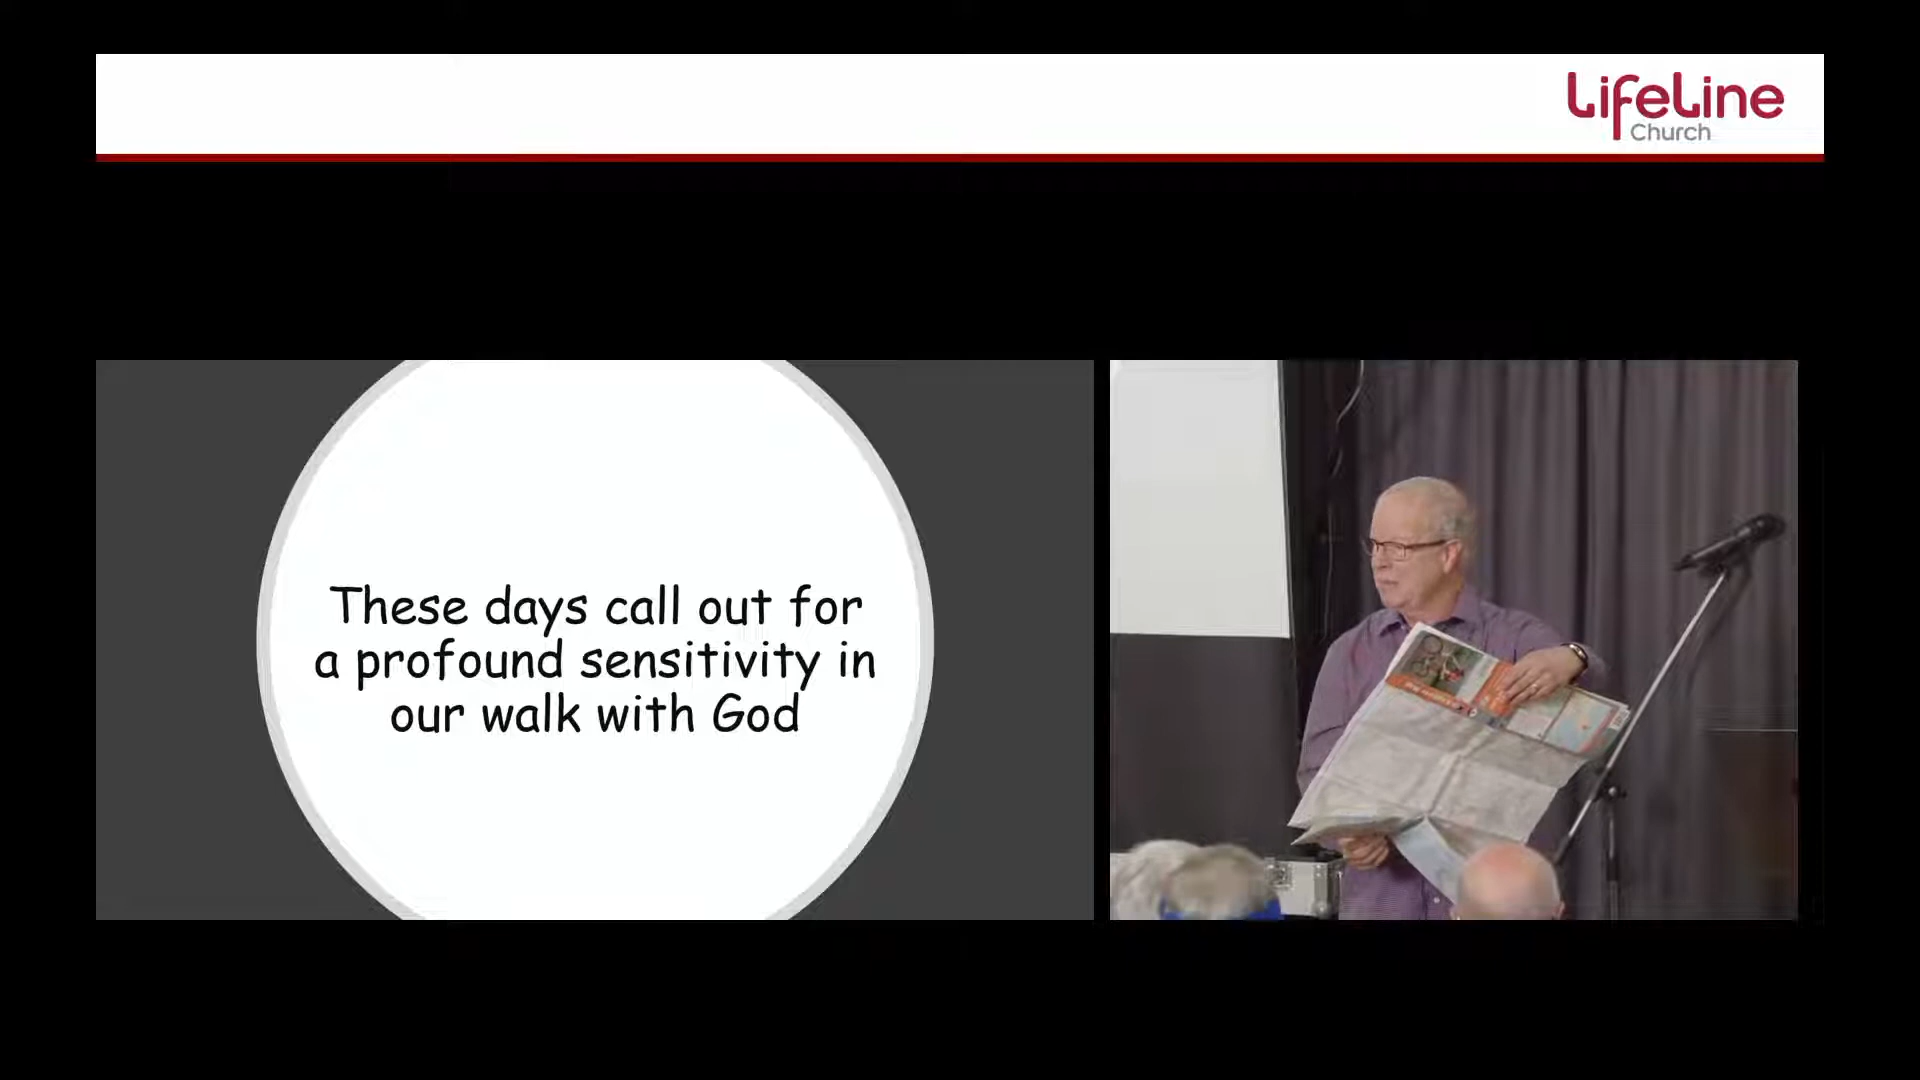 LifeLine
Church
These days call out for
a profound sensitivity in
our walk with God